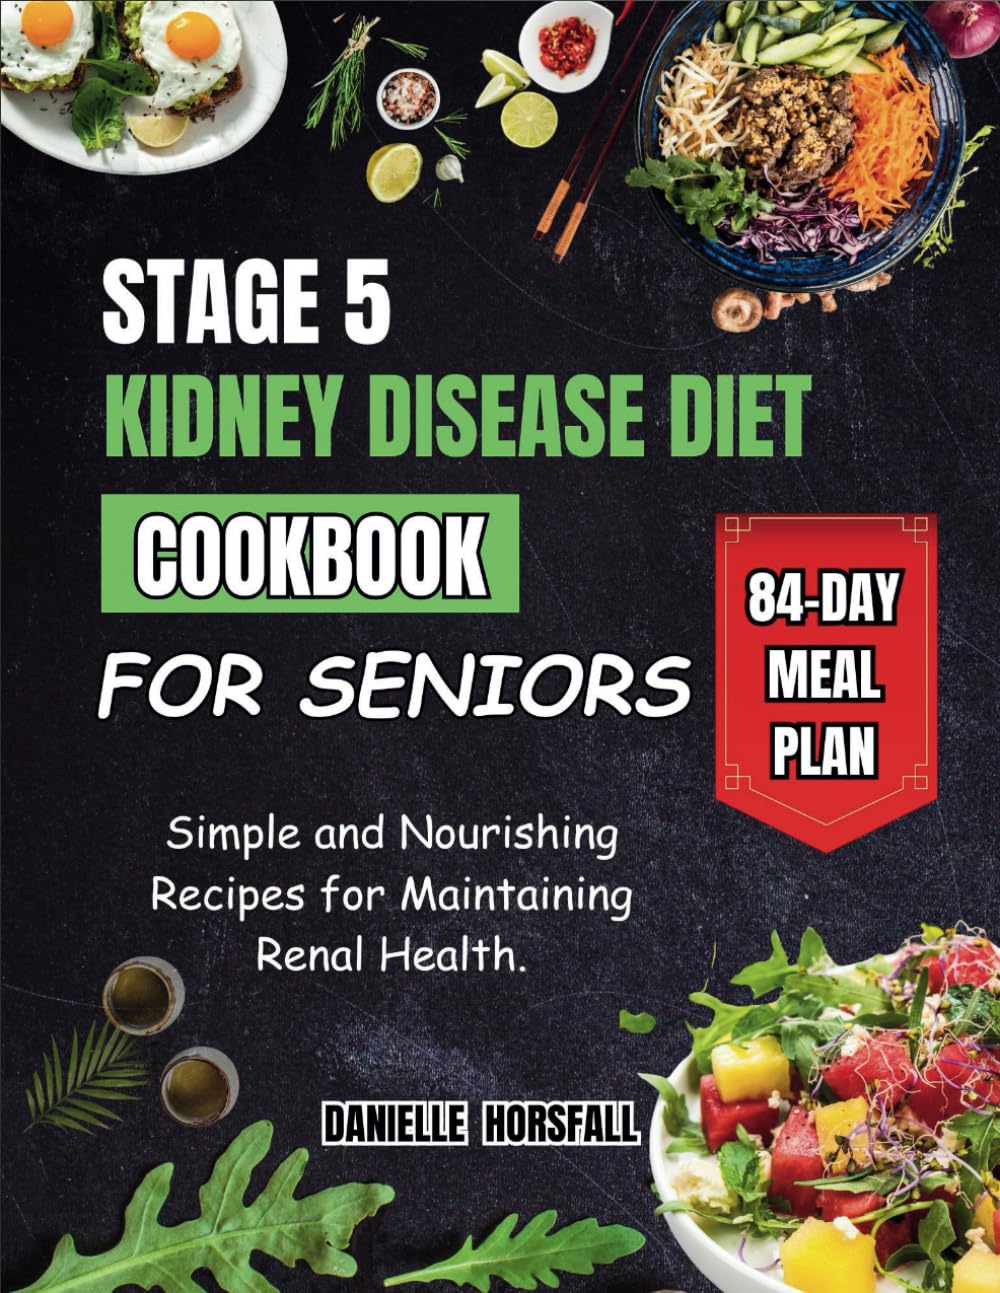 STAGE 5
KIDNEY DISEASE DIET
COOKBOOK
FOR SENIORS
84-DAY
MEAL
PLAN
Simple and Nourishing
Recipes for Maintaining
Renal Health.
DANIELLE HORSFALL